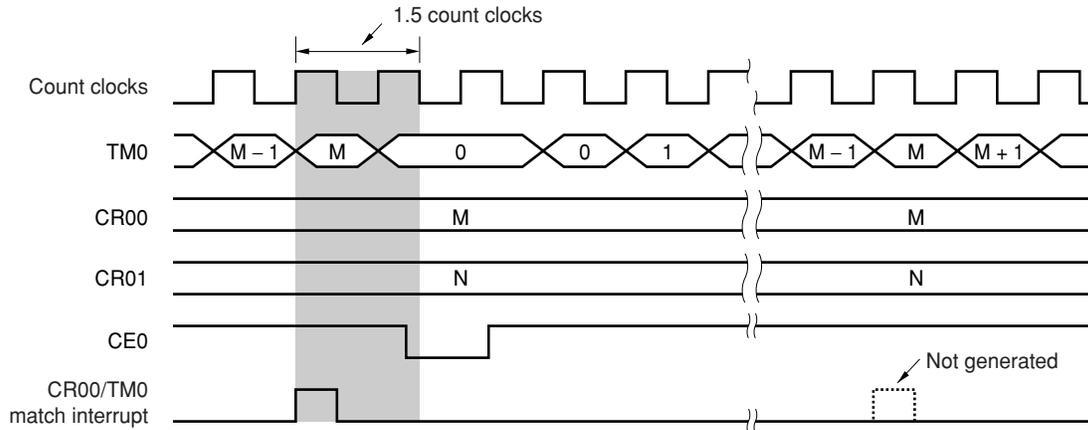 1.5 count clocks
Count clocks
TM0 M – 1 M 0 0 1 M – 1 M M + 1
CR00 M M
CR01 N N
CE0
Not generated
CR00/TM0
match interrupt